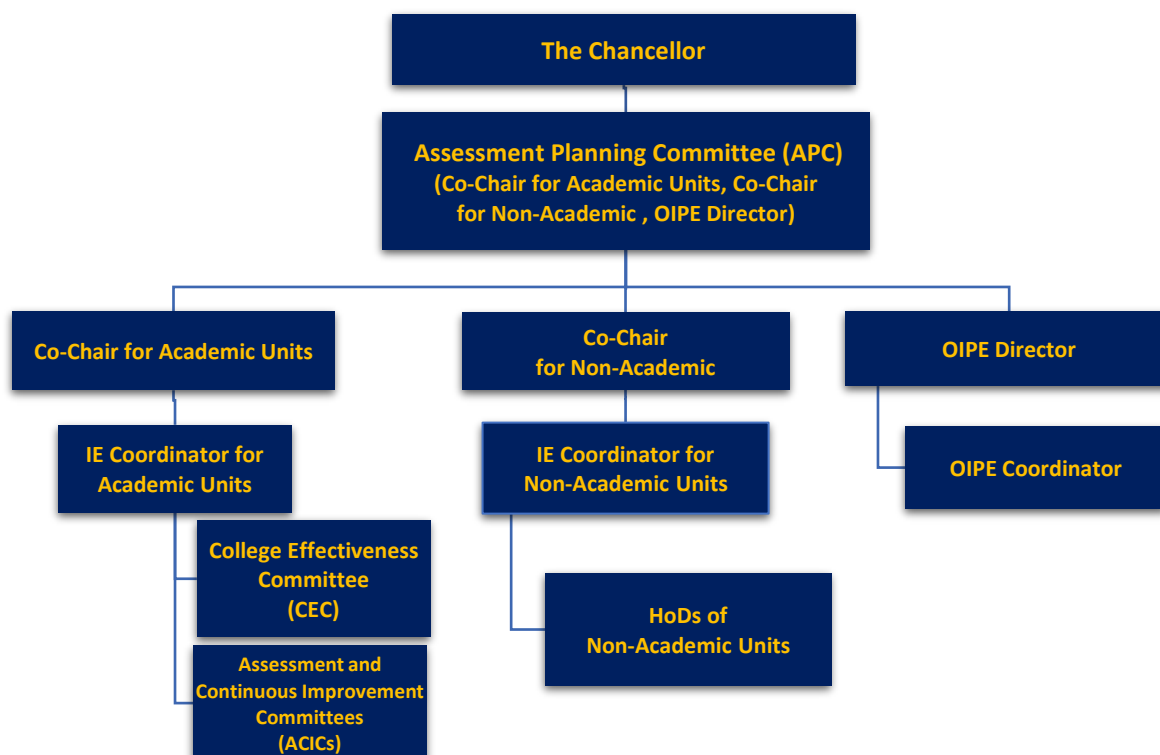 The Chancellor
Assessment Planning Committee (APC)
(Co-Chair for Academic Units, Co-Chair
for Non-Academic , OIPE Director)
Co-Chair for Academic Units
Co-Chair
for Non-Academic
OIPE Director
IE Coordinator for
Academic Units
IE Coordinator for
Non-Academic Units
OIPE Coordinator
College Effectiveness
Committee
(CEC)
HoDs of
Non-Academic Units
Assessment and
Continuous Improvement
Committees
(ACICs)